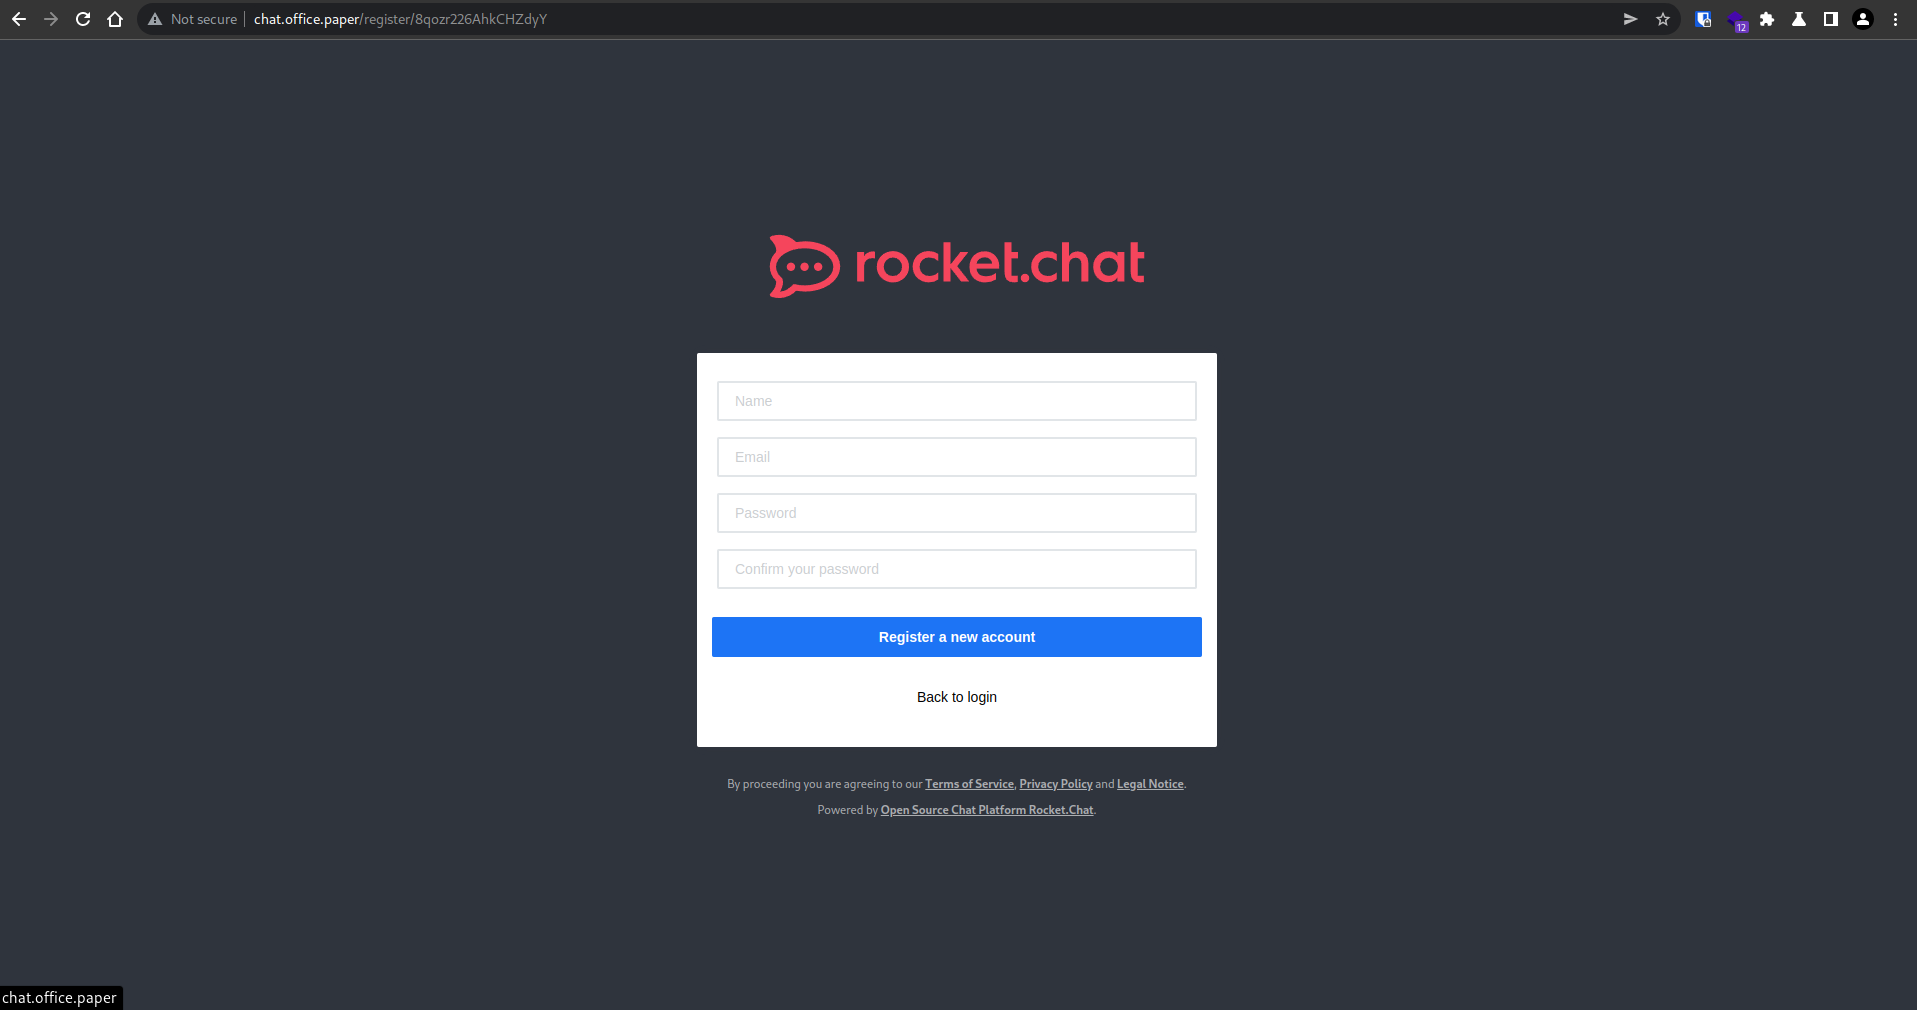 Not secure chat.office.paper/register/8qozr226AhkCHZdyY
12
rocket.chat
Name
Email
Password
Confirm your password
Register a new account
Back to login
By proceeding you are agreeing to our Terms of Service, Privacy Policy and Legal Notice.
Powered by Open Source Chat Platform Rocket.Chat.
chat.office.paper